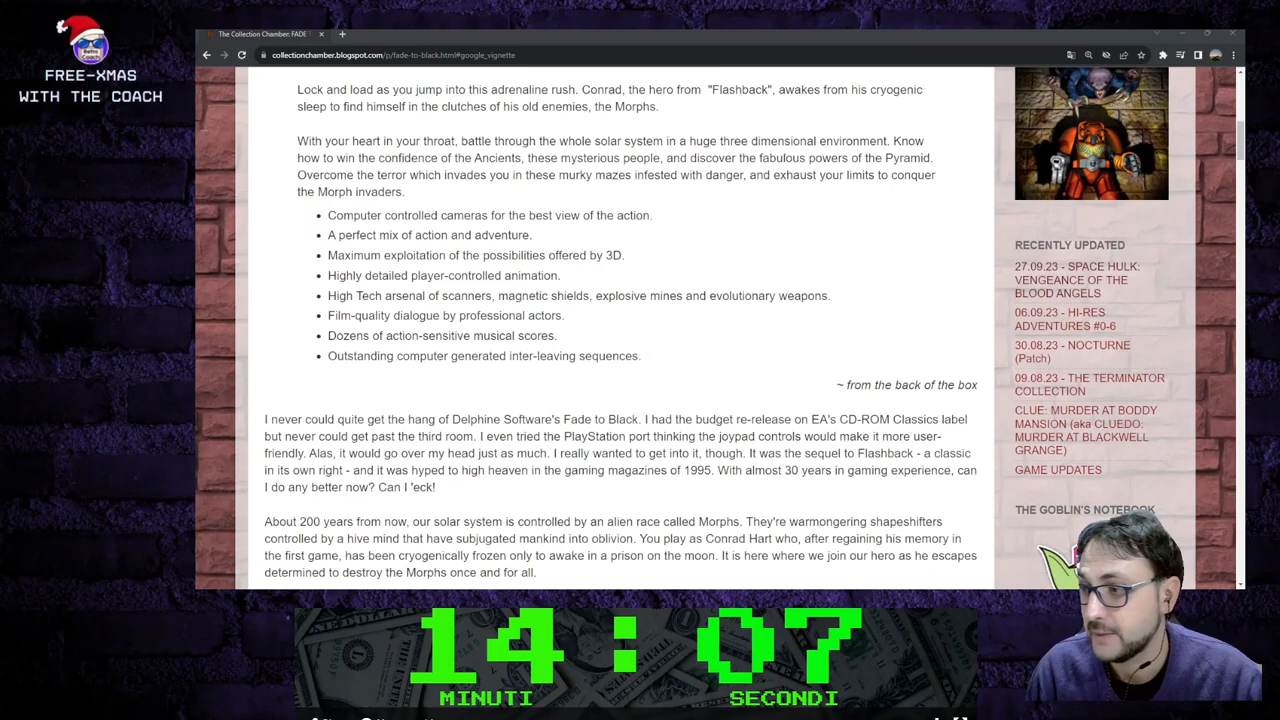 Retro
Coach
FREE-XMAS
WITH THE COACH
The Collection Chamber: FADE
collectionchamber.blogspot.com/p/fade-to-black.html#google_vignette
Lock and load as you jump into this adrenaline rush. Conrad, the hero from "Flashback", awakes from his cryogenic
sleep to find himself in the clutches of his old enemies, the Morphs.
With your heart in your throat, battle through the whole solar system in a huge three dimensional environment. Know
how to win the confidence of the Ancients, these mysterious people, and discover the fabulous powers of the Pyramid.
Overcome the terror which invades you in these murky mazes infested with danger, and exhaust your limits to conquer
the Morph invaders.
• Computer controlled cameras for the best view of the action.
• A perfect mix of action and adventure.
• Maximum exploitation of the possibilities offered by 3D.
• Highly detailed player-controlled animation.
• High Tech arsenal of scanners, magnetic shields, explosive mines and evolutionary weapons.
• Film-quality dialogue by professional actors.
• Dozens of action-sensitive musical scores.
• Outstanding computer generated inter-leaving sequences.
~ from the back of the box
I never could quite get the hang of Delphine Software's Fade to Black. I had the budget re-release on EA's CD-ROM Classics label
but never could get past the third room. I even tried the PlayStation port thinking the joypad controls would make it more user-
friendly. Alas, it would go over my head just as much. I really wanted to get into it, though. It was the sequel to Flashback - a classic
in its own right - and it was hyped to high heaven in the gaming magazines of 1995. With almost 30 years in gaming experience, can
I do any better now? Can I 'eck!
About 200 years from now, our solar system is controlled by an alien race called Morphs. They're warmongering shapeshifters
controlled by a hive mind that have subjugated mankind into oblivion. You play as Conrad Hart who, after regaining his memory in
the first game, has been cryogenically frozen only to awake in a prison on the moon. It is here where we join our hero as he escapes
determined to destroy the Morphs once and for all.
RECENTLY UPDATED
27.09.23 - SPACE HULK:
VENGEANCE OF THE
BLOOD ANGELS
06.09.23 - HI-RES
ADVENTURES #0-6
30.08.23 - NOCTURNE
(Patch)
09.08.23 - THE TERMINATOR
COLLECTION
CLUE: MURDER AT BODDY
MANSION (aka CLUEDO:
MURDER AT BLACKWELL
GRANGE)
GAME UPDATES
THE GOBLIN'S NOTEBOOK
14:07
MINUTI SECONDI